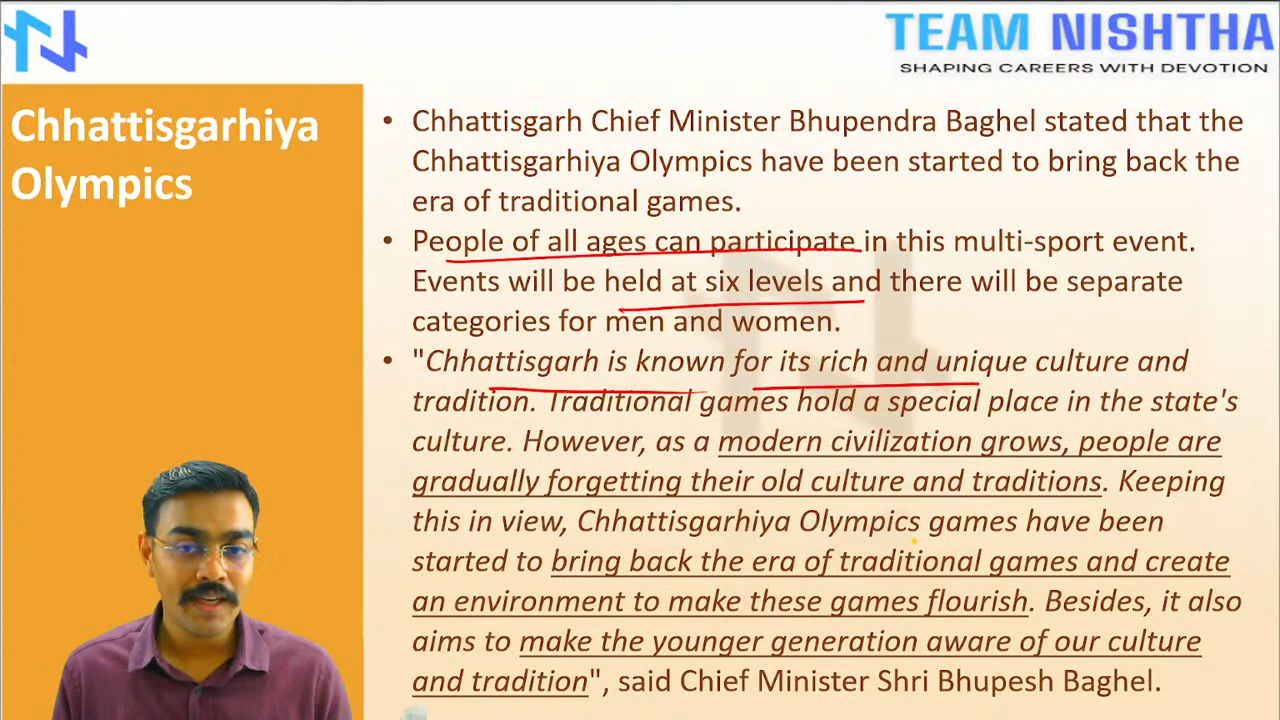 TEAM NISHTHA
SHAPING CAREERS WITH DEVOTION
Chhattisgarhiya
Olympics
• Chhattisgarh Chief Minister Bhupendra Baghel stated that the
Chhattisgarhiya Olympics have been started to bring back the
era of traditional games.
• People of all ages can participate in this multi-sport event.
Events will be held at six levels and there will be separate
categories for men and women.
• "Chhattisgarh is known for its rich and unique culture and
tradition. Traditional games hold a special place in the state's
culture. However, as a modern civilization grows, people are
gradually forgetting their old culture and traditions. Keeping
this in view, Chhattisgarhiya Olympics games have been
started to bring back the era of traditional games and create
an environment to make these games flourish. Besides, it also
aims to make the younger generation aware of our culture
and tradition", said Chief Minister Shri Bhupesh Baghel.